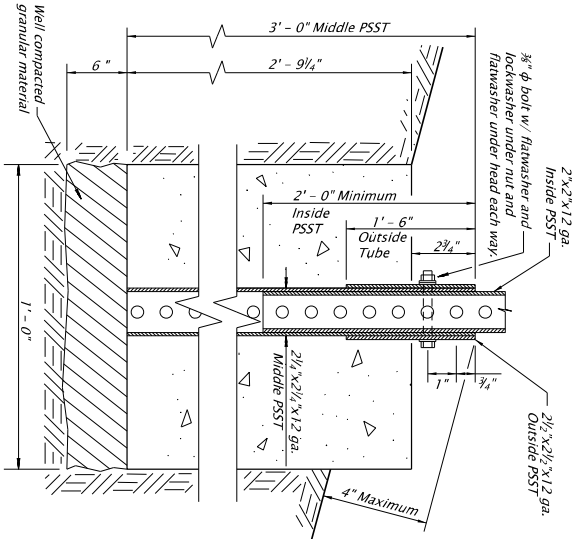 3' - 0" Middle PSST
6 "
2' - 9¼"
Well compacted
granular material
⅜" ϕ bolt w/ flatwasher and
lockwasher under nut and
flatwasher under head each way.
2"x2"x12 ga.
Inside PSST
2' - 0" Minimum
Inside
PSST
1' - 6"
Outside
Tube
2¾"
1' - 0"
2¼"x2¼"x12 ga.
Middle PSST
1"
¾"
2½"x2½"x12 ga.
Outside PSST
4" Maximum